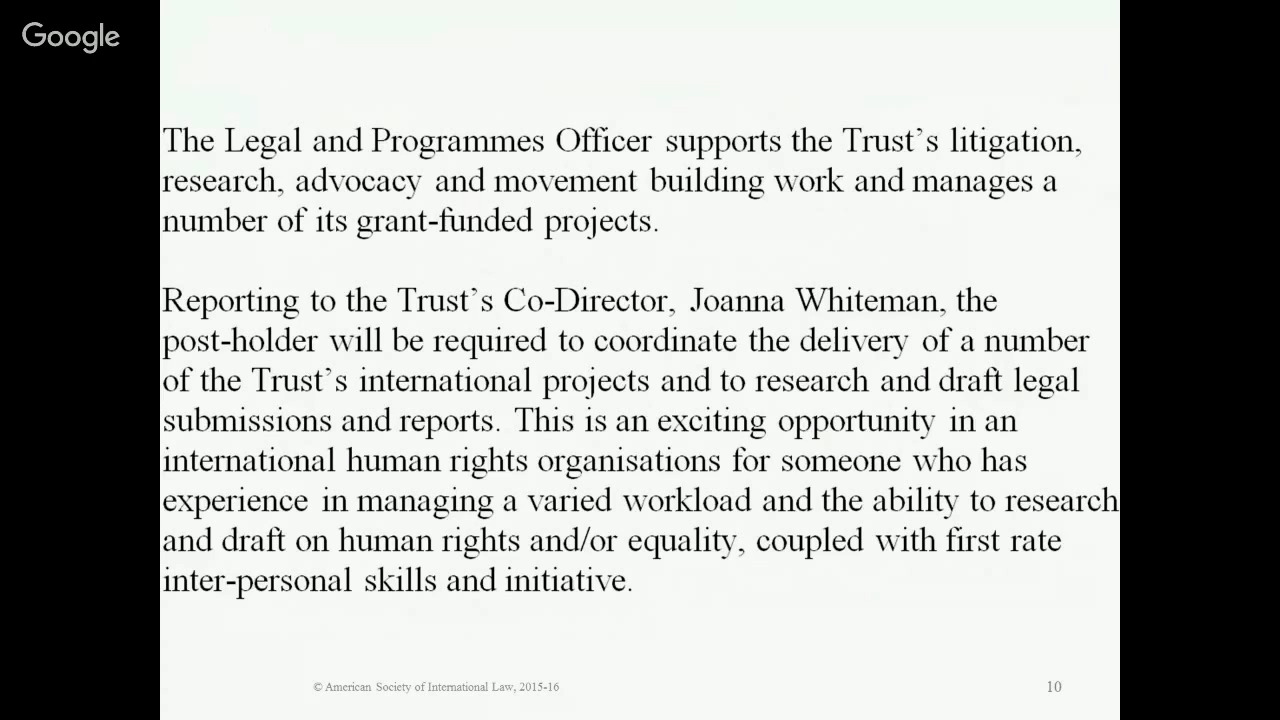 Google
The Legal and Programmes Officer supports the Trust's litigation,
research, advocacy and movement building work and manages a
number of its grant-funded projects.
Reporting to the Trust's Co-Director, Joanna Whiteman, the
post-holder will be required to coordinate the delivery of a number
of the Trust's international projects and to research and draft legal
submissions and reports. This is an exciting opportunity in an
international human rights organisations for someone who has
experience in managing a varied workload and the ability to research
and draft on human rights and/or equality, coupled with first rate
inter-personal skills and initiative.
© American Society of International Law, 2015-16
10